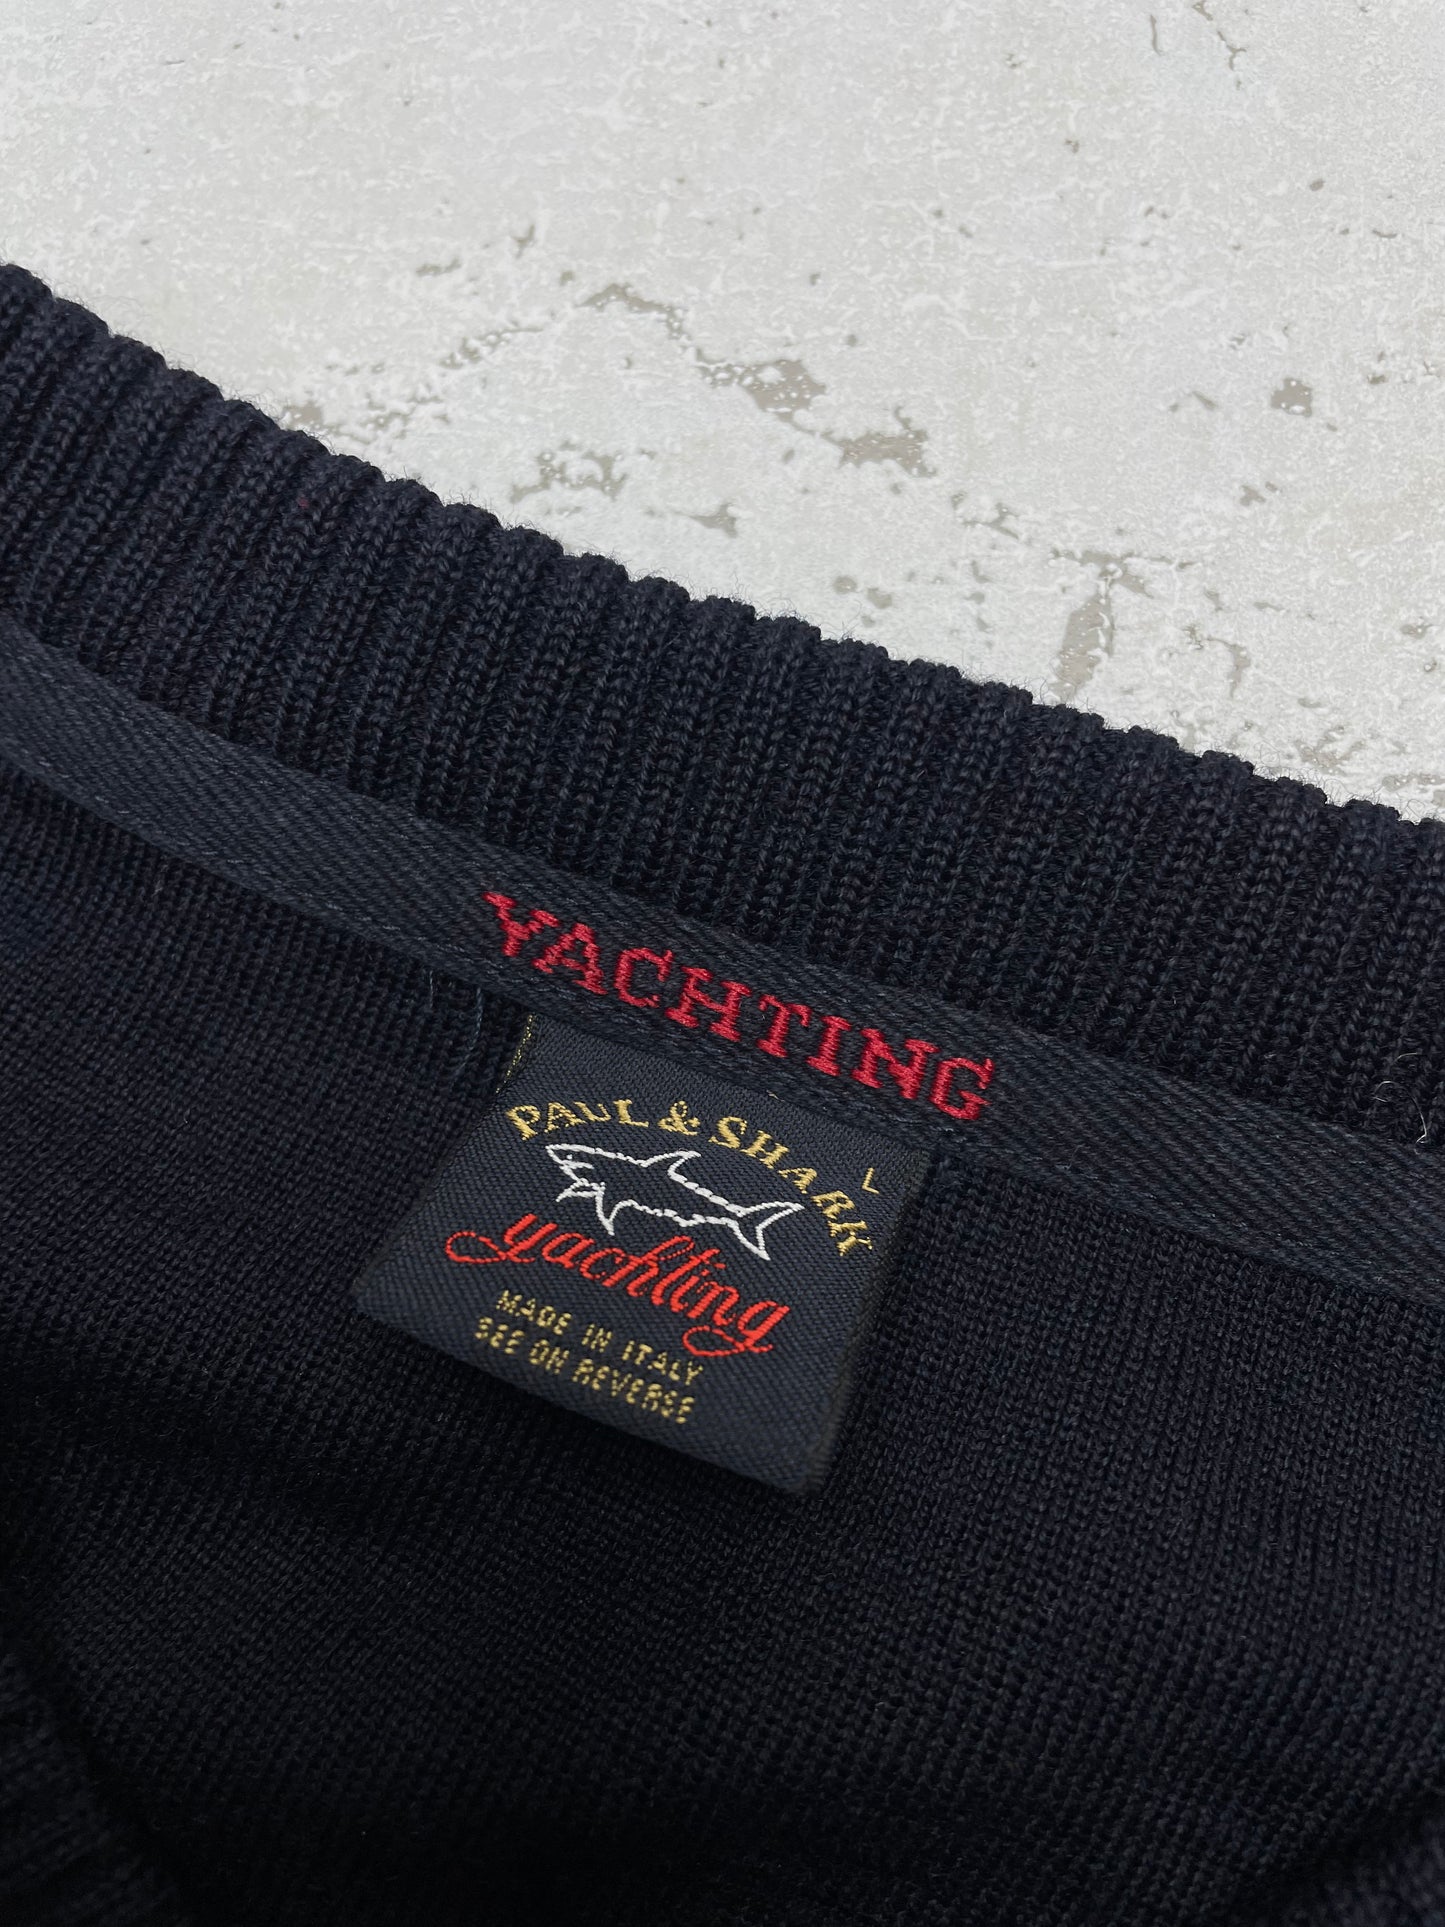 YACHTING
PAUL & SHARK
L
yachting
MADE IN ITALY
SEE ON REVERSE